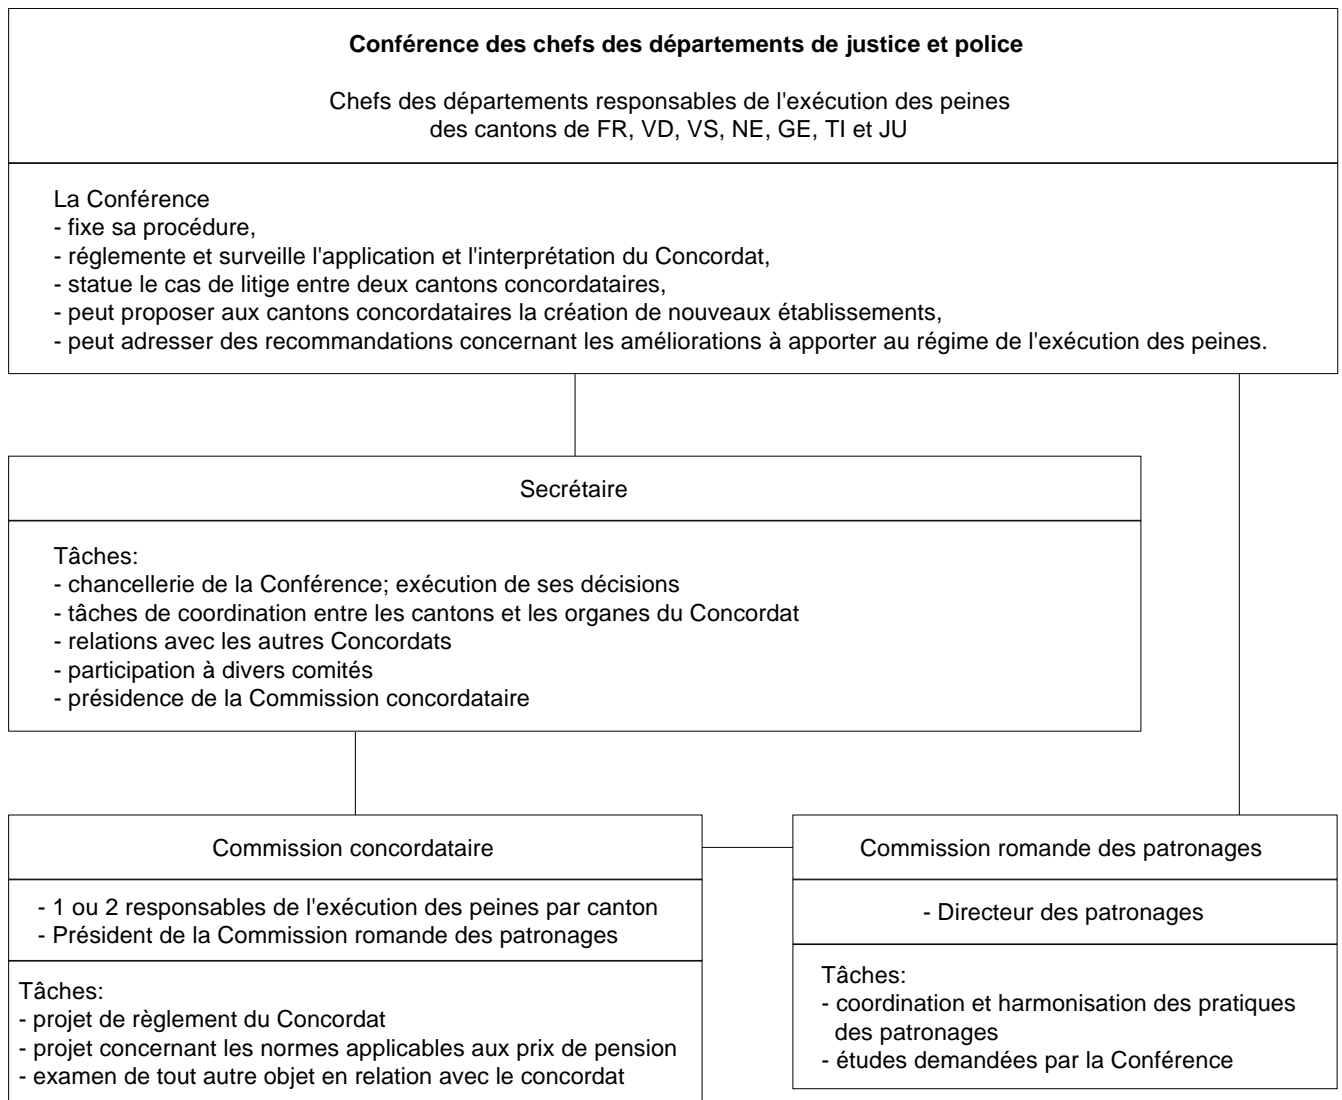 Conférence des chefs des départements de justice et police
Chefs des départements responsables de l'exécution des peines
des cantons de FR, VD, VS, NE, GE, TI et JU
La Conférence
- fixe sa procédure,
- réglemente et surveille l'application et l'interprétation du Concordat,
- statue le cas de litige entre deux cantons concordataires,
- peut proposer aux cantons concordataires la création de nouveaux établissements,
- peut adresser des recommandations concernant les améliorations à apporter au régime de l'exécution des peines.
Secrétaire
Tâches:
- chancellerie de la Conférence; exécution de ses décisions
- tâches de coordination entre les cantons et les organes du Concordat
- relations avec les autres Concordats
- participation à divers comités
- présidence de la Commission concordataire
Commission concordataire
- 1 ou 2 responsables de l'exécution des peines par canton
- Président de la Commission romande des patronages
Tâches:
- projet de règlement du Concordat
- projet concernant les normes applicables aux prix de pension
- examen de tout autre objet en relation avec le concordat
Commission romande des patronages
- Directeur des patronages
Tâches:
- coordination et harmonisation des pratiques
des patronages
- études demandées par la Conférence